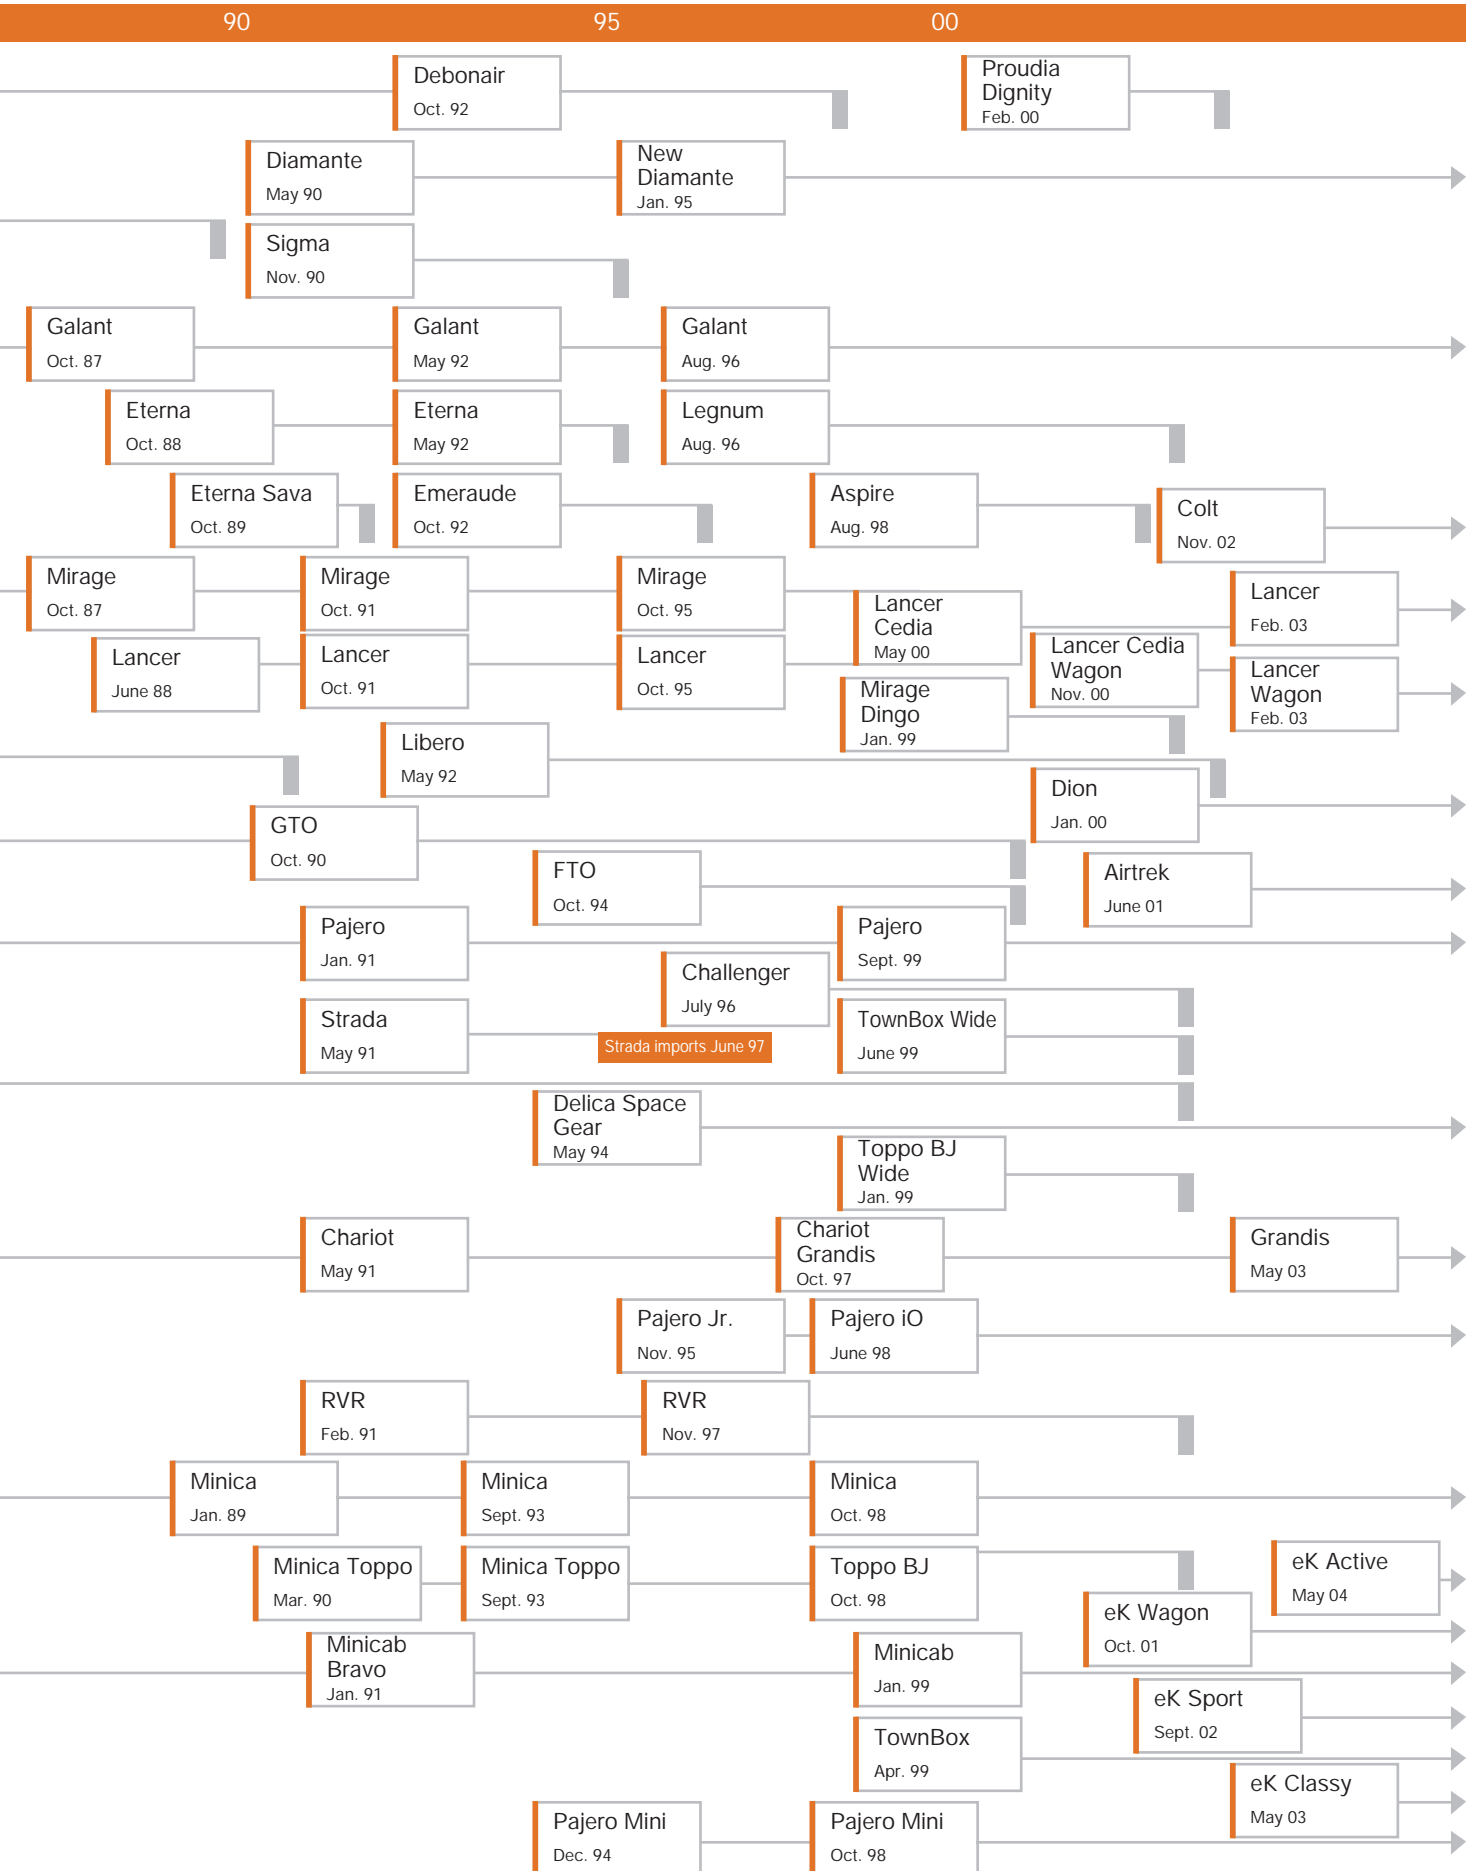 90 95 00
Debonair
Oct. 92
Proudia
Dignity
Feb. 00
Diamante
May 90
New
Diamante
Jan. 95
Sigma
Nov. 90
Galant
Oct. 87
Galant
May 92
Galant
Aug. 96
Eterna
Oct. 88
Eterna
May 92
Legnum
Aug. 96
Eterna Sava
Oct. 89
Emeraude
Oct. 92
Aspire
Aug. 98
Colt
Nov. 02
Mirage
Oct. 87
Mirage
Oct. 91
Mirage
Oct. 95
Lancer
Cedia
May 00
Lancer
Feb. 03
Lancer
June 88
Lancer
Oct. 91
Lancer
Oct. 95
Lancer Cedia
Wagon
Nov. 00
Lancer
Wagon
Feb. 03
Mirage
Dingo
Jan. 99
Libero
May 92
Dion
Jan. 00
GTO
Oct. 90
FTO
Oct. 94
Airtrek
June 01
Pajero
Jan. 91
Pajero
Sept. 99
Challenger
July 96
Strada
May 91
Strada imports June 97
TownBox Wide
June 99
Delica Space
Gear
May 94
Toppo BJ
Wide
Jan. 99
Chariot
May 91
Chariot
Grandis
Oct. 97
Grandis
May 03
Pajero Jr.
Nov. 95
Pajero iO
June 98
RVR
Feb. 91
RVR
Nov. 97
Minica
Jan. 89
Minica
Sept. 93
Minica
Oct. 98
Minica Toppo
Mar. 90
Minica Toppo
Sept. 93
Toppo BJ
Oct. 98
eK Active
May 04
eK Wagon
Oct. 01
Minicab
Bravo
Jan. 91
Minicab
Jan. 99
eK Sport
Sept. 02
TownBox
Apr. 99
eK Classy
May 03
Pajero Mini
Dec. 94
Pajero Mini
Oct. 98